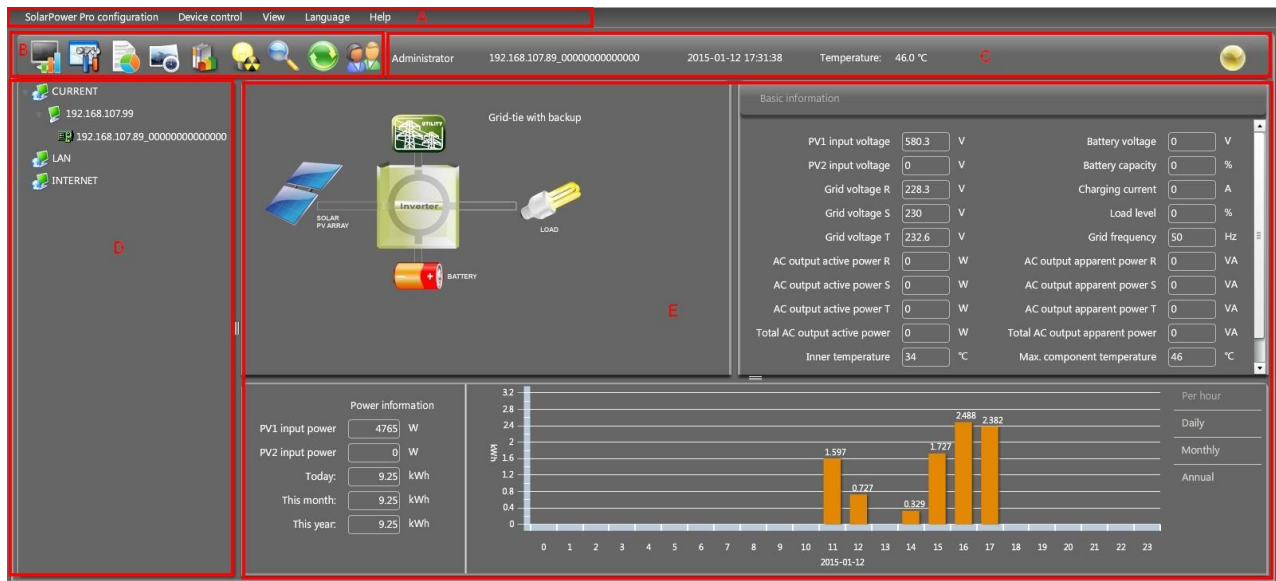 SolarPower Pro configuration Device control View Language Help A
B
Administrator 192.168.107.89_00000000000000 2015-01-12 17:31:38 Temperature: 46.0 ℃ C
CURRENT
192.168.107.99
192.168.107.89_00000000000000
LAN
INTERNET
D
Grid-tie with backup
UTILITY
SOLAR
PV ARRAY
Inverter
LOAD
BATTERY
E
Basic information
PV1 input voltage 580.3 V Battery voltage 0 V
PV2 input voltage 0 V Battery capacity 0 %
Grid voltage R 228.3 V Charging current 0 A
Grid voltage S 230 V Load level 0 %
Grid voltage T 232.6 V Grid frequency 50 Hz
AC output active power R 0 W AC output apparent power R 0 VA
AC output active power S 0 W AC output apparent power S 0 VA
AC output active power T 0 W AC output apparent power T 0 VA
Total AC output active power 0 W Total AC output apparent power 0 VA
Inner temperature 34 ℃ Max. component temperature 46 ℃
Power information
PV1 input power 4765 W
PV2 input power 0 W
Today: 9.25 kWh
This month: 9.25 kWh
This year: 9.25 kWh
kWh
3.2
2.8
2.4
2
1.6
1.2
0.8
0.4
0
1.597
0.727
0.329
1.727
2.488
2.382
0 1 2 3 4 5 6 7 8 9 10 11 12 13 14 15 16 17 18 19 20 21 22 23
2015-01-12
Per hour
Daily
Monthly
Annual